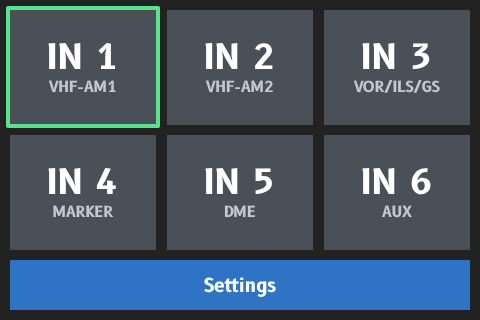 IN 1
VHF-AM1
IN 2
VHF-AM2
IN 3
VOR/ILS/GS
IN 4
MARKER
IN 5
DME
IN 6
AUX
Settings